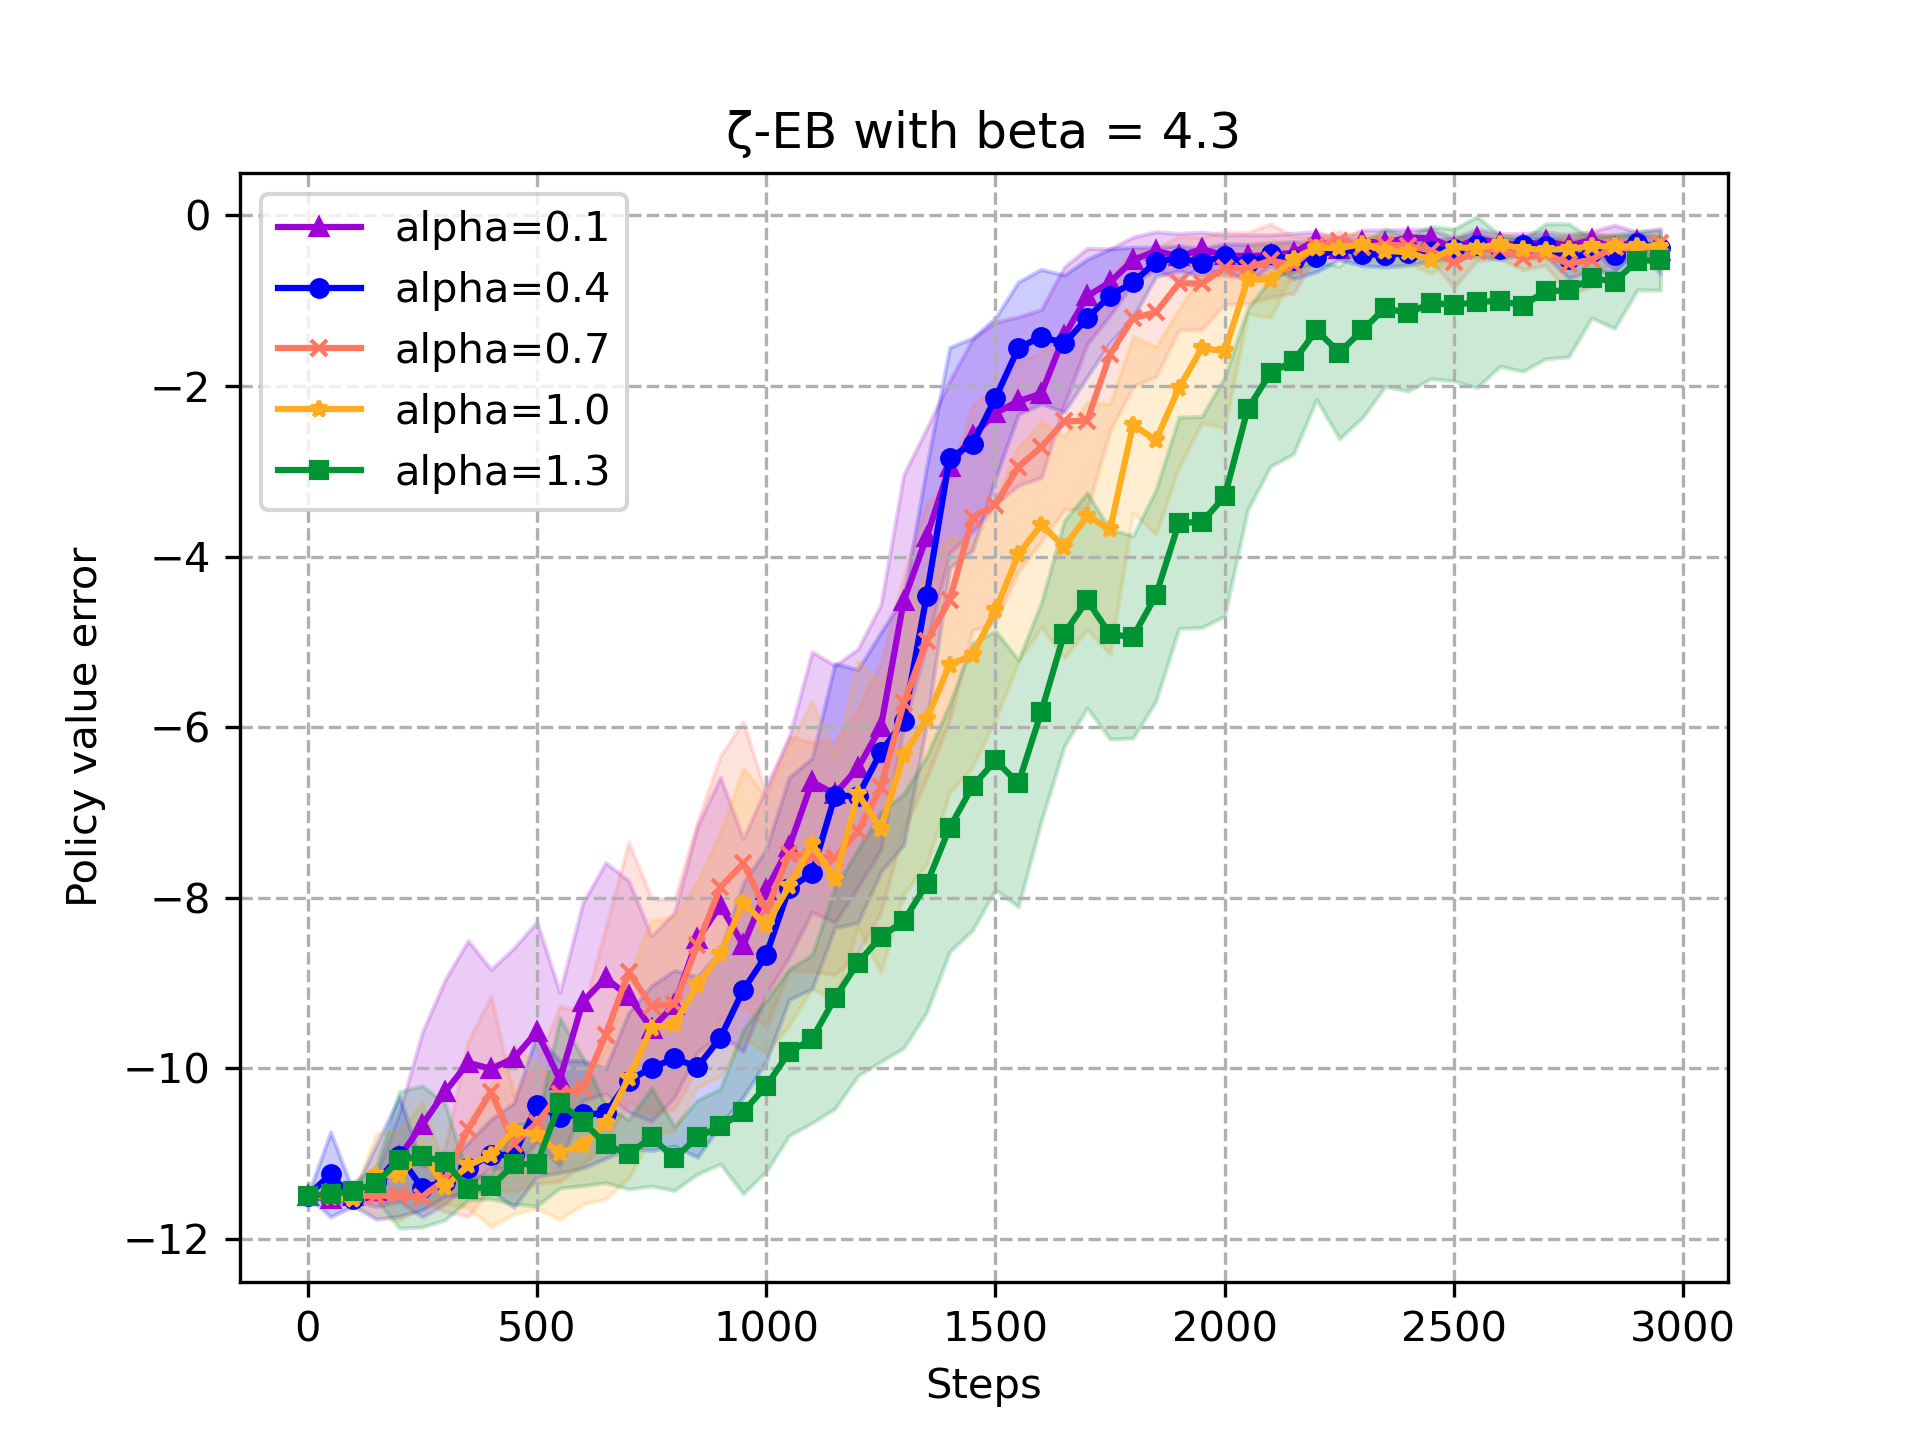 ζ-EB with beta = 4.3
alpha=0.1
alpha=0.4
alpha=0.7
alpha=1.0
alpha=1.3
Policy value error
0
−2
−4
−6
−8
−10
−12
0 500 1000 1500 2000 2500 3000
Steps